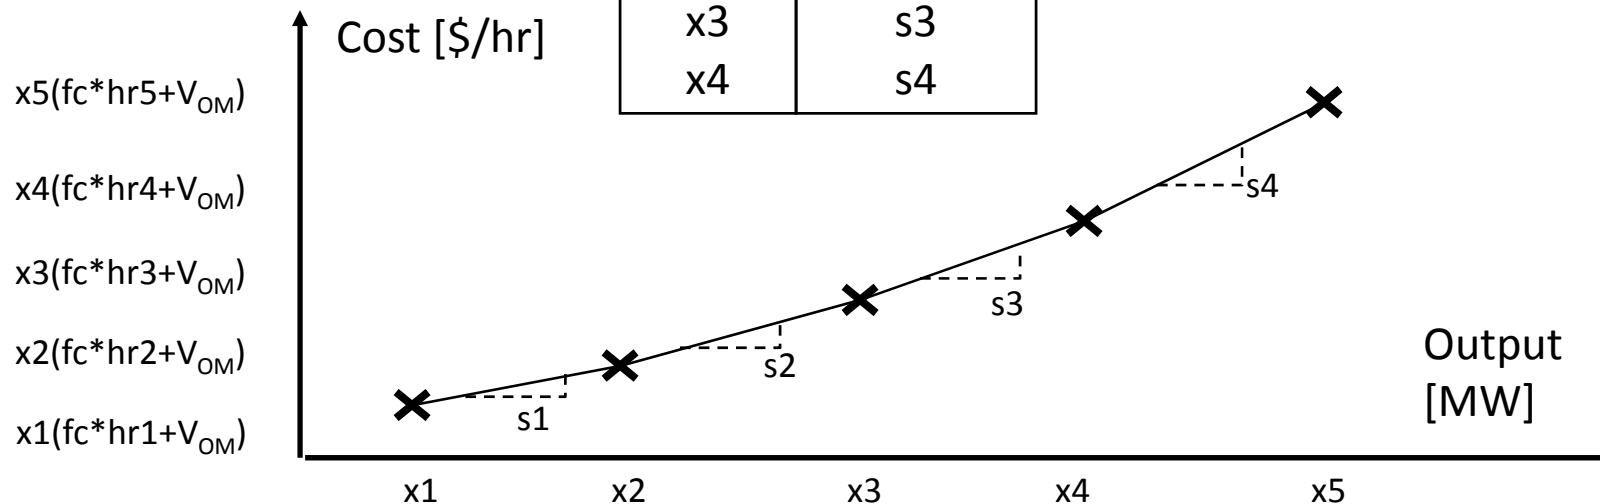 Cost [$/hr]
x3 s3
x4 s4
x5(fc*hr5+V_OM)
x4(fc*hr4+V_OM)
x3(fc*hr3+V_OM)
x2(fc*hr2+V_OM)
x1(fc*hr1+V_OM)
s4
s3
s2
s1
Output
[MW]
x1 x2 x3 x4 x5